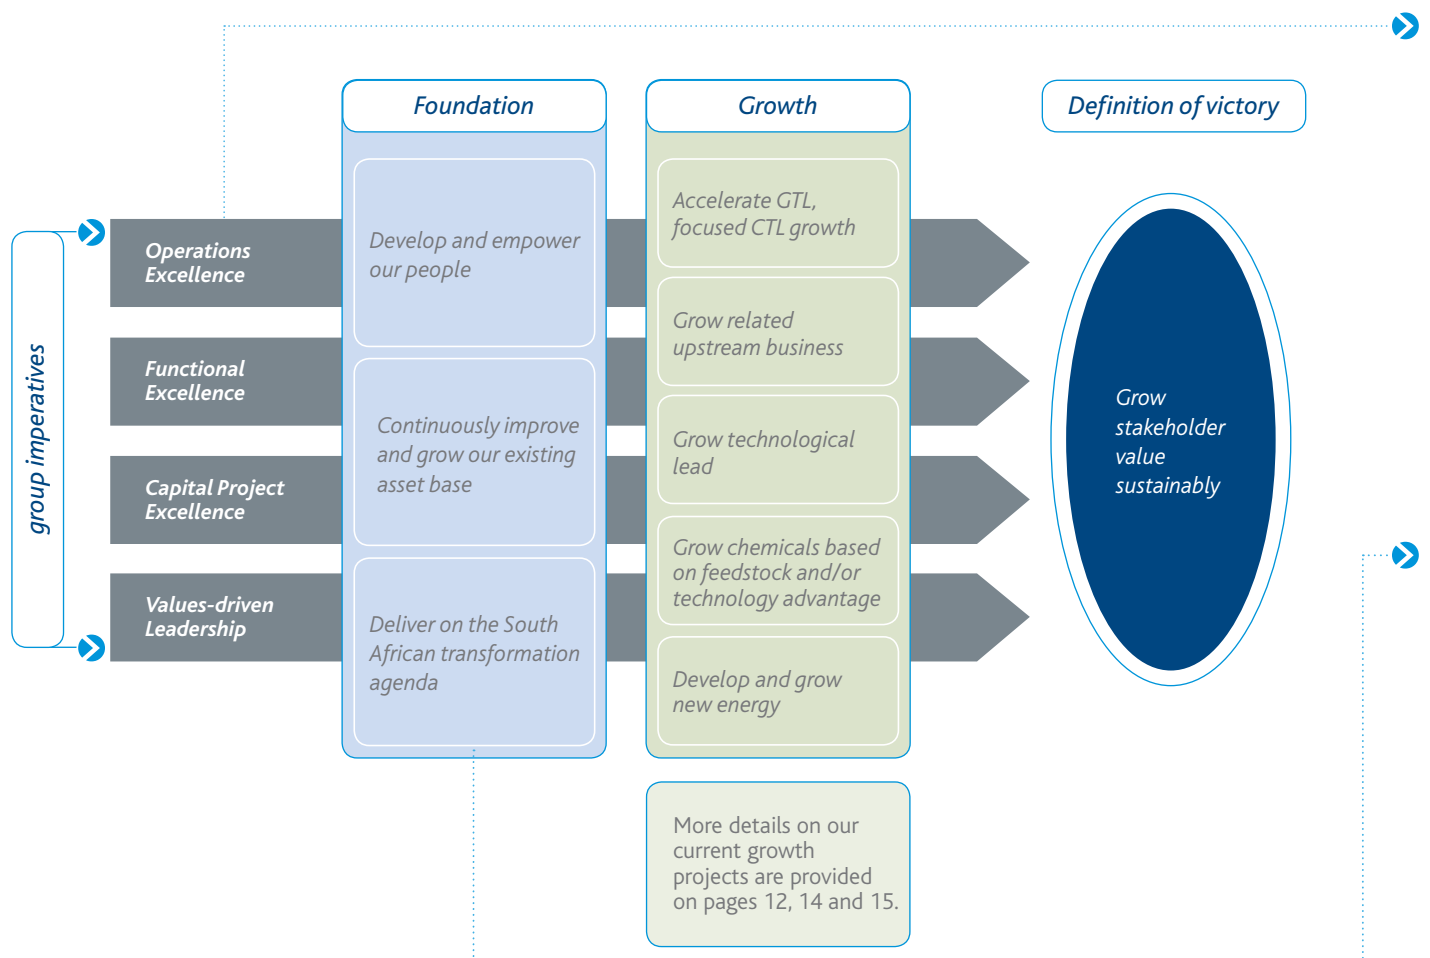 Foundation
Growth
Definition of victory
group imperatives
Operations
Excellence
Functional
Excellence
Capital Project
Excellence
Values-driven
Leadership
Develop and empower
our people
Continuously improve
and grow our existing
asset base
Deliver on the South
African transformation
agenda
Accelerate GTL,
focused CTL growth
Grow related
upstream business
Grow technological
lead
Grow chemicals based
on feedstock and/or
technology advantage
Develop and grow
new energy
Grow
stakeholder
value
sustainably
More details on our
current growth
projects are provided
on pages 12, 14 and 15.